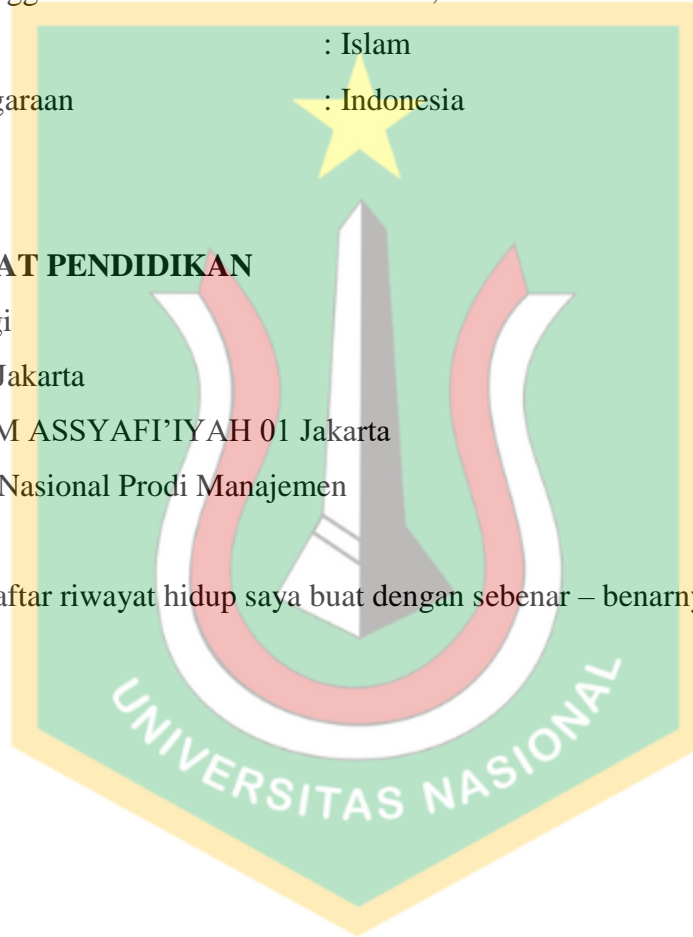 : Islam
garaan : Indonesia
AT PENDIDIKAN
gi
Jakarta
M ASSYAFI'IYAH 01 Jakarta
Nasional Prodi Manajemen
aftar riwayat hidup saya buat dengan sebenar – benarny
UNIVERSITAS NASIONAL